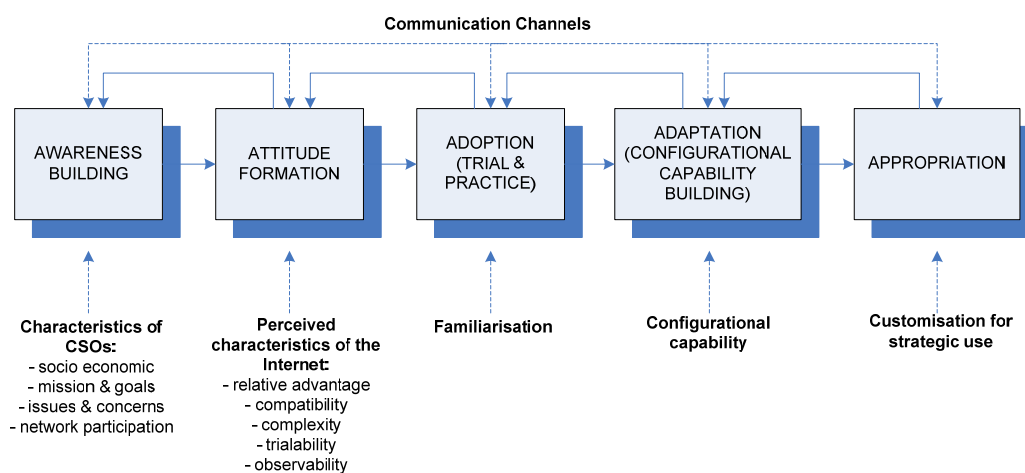 Communication Channels
AWARENESS
BUILDING
ATTITUDE
FORMATION
ADOPTION
(TRIAL &
PRACTICE)
ADAPTATION
(CONFIGURATIONAL
CAPABILITY
BUILDING)
APPROPRIATION
Characteristics of
CSOs:
- socio economic
- mission & goals
- issues & concerns
- network participation
Perceived
characteristics of the
Internet:
- relative advantage
- compatibility
- complexity
- trialability
- observability
Familiarisation
Configurational
capability
Customisation for
strategic use